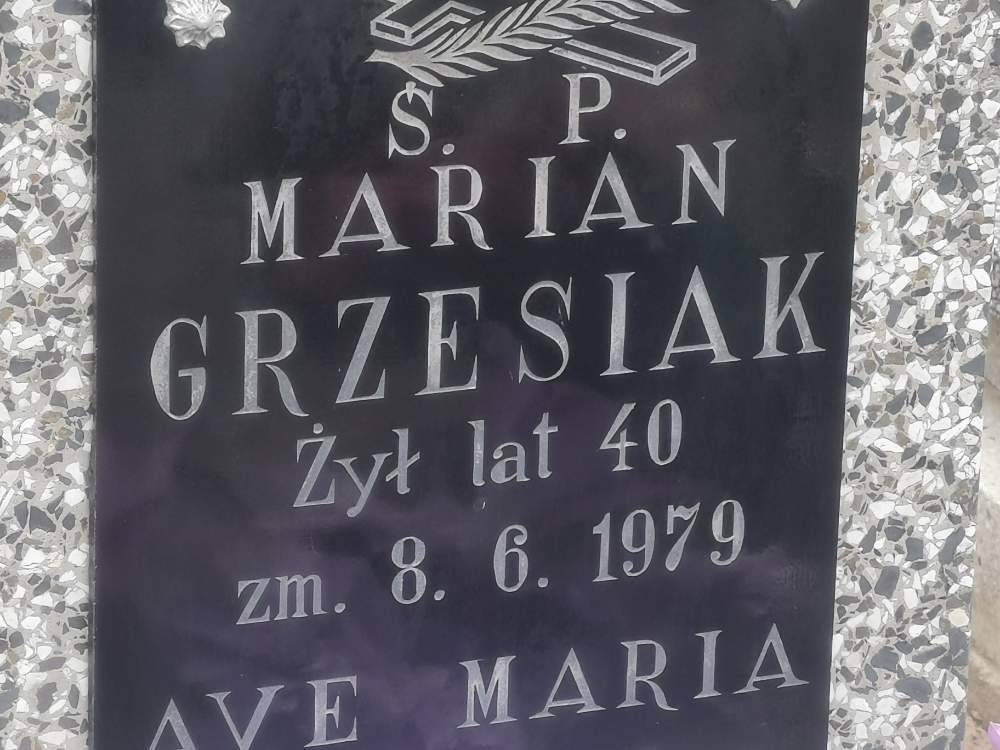 Ś. P.
MARIAN
GRZESIAK
Żył lat 40
zm. 8. 6. 1979
AVE MARIA